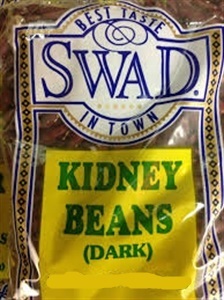 BEST TASTE
&
SWAD.
IN TOWN
KIDNEY
BEANS
(DARK)